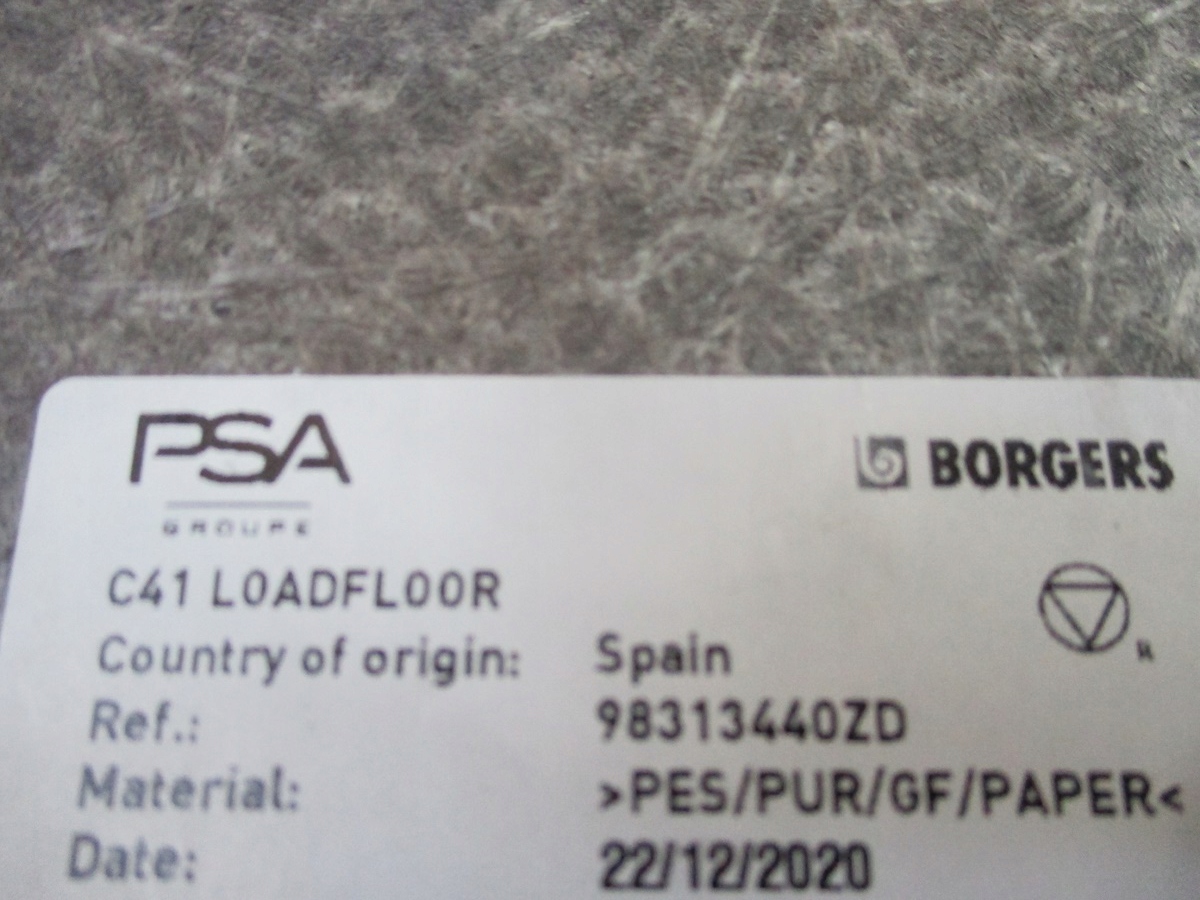 PSA
GROUPE
BORGERS
C41 LOADFLOOR
R
Country of origin: Spain
Ref.: 98313440ZD
Material: >PES/PUR/GF/PAPER<
Date: 22/12/2020